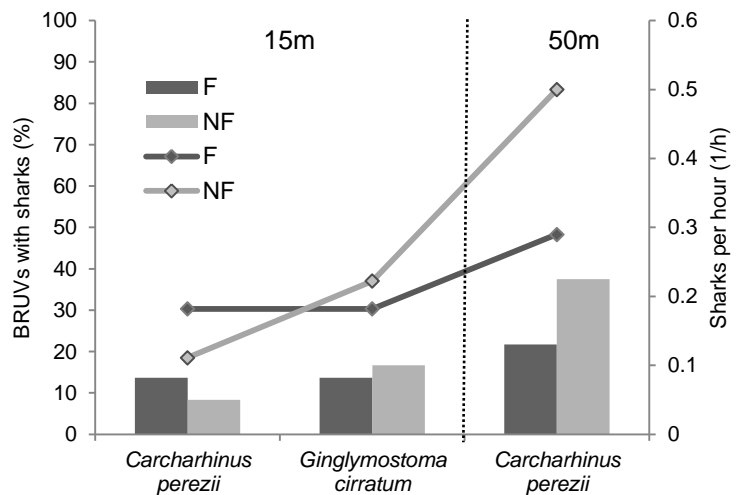 100
90
80
70
60
50
40
30
20
10
0
BRUVs with sharks (%)
15m
50m
F
NF
F
NF
0.6
0.5
0.4
0.3
0.2
0.1
0
Sharks per hour (1/h)
Carcharhinus
perezii
Ginglymostoma
cirratum
Carcharhinus
perezii